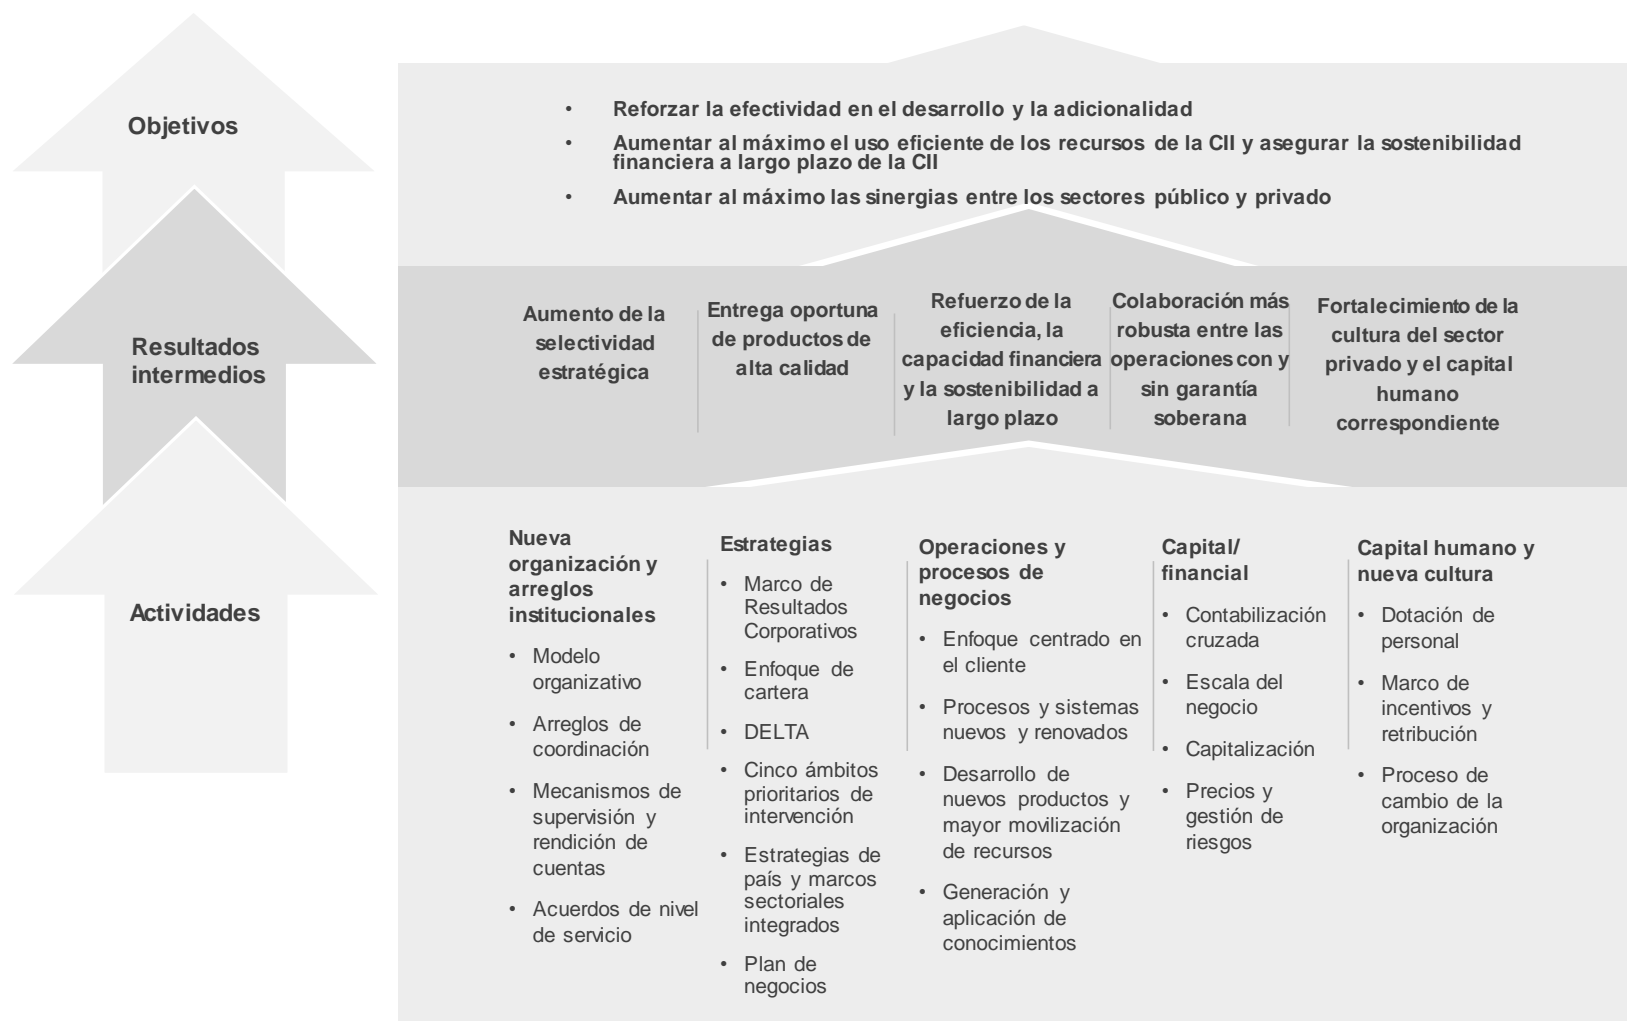 Objetivos
• Reforzar la efectividad en el desarrollo y la adicionalidad
• Aumentar al máximo el uso eficiente de los recursos de la CII y asegurar la sostenibilidad
financiera a largo plazo de la CII
• Aumentar al máximo las sinergias entre los sectores público y privado
Resultados
intermedios
Aumento de la
selectividad
estratégica
Entrega oportuna
de productos de
alta calidad
Refuerzo de la
eficiencia, la
capacidad financiera
y la sostenibilidad a
largo plazo
Colaboración más
robusta entre las
operaciones con y
sin garantía
soberana
Fortalecimiento de la
cultura del sector
privado y el capital
humano
correspondiente
Actividades
Nueva
organización y
arreglos
institucionales
• Modelo
organizativo
• Arreglos de
coordinación
• Mecanismos de
supervisión y
rendición de
cuentas
• Acuerdos de nivel
de servicio
Estrategias
• Marco de
Resultados
Corporativos
• Enfoque de
cartera
• DELTA
• Cinco ámbitos
prioritarios de
intervención
• Estrategias de
país y marcos
sectoriales
integrados
• Plan de
negocios
Operaciones y
procesos de
negocios
• Enfoque centrado en
el cliente
• Procesos y sistemas
nuevos y renovados
• Desarrollo de
nuevos productos y
mayor movilización
de recursos
• Generación y
aplicación de
conocimientos
Capital/
financial
• Contabilización
cruzada
• Escala del
negocio
• Capitalización
• Precios y
gestión de
riesgos
Capital humano y
nueva cultura
• Dotación de
personal
• Marco de
incentivos y
retribución
• Proceso de
cambio de la
organización